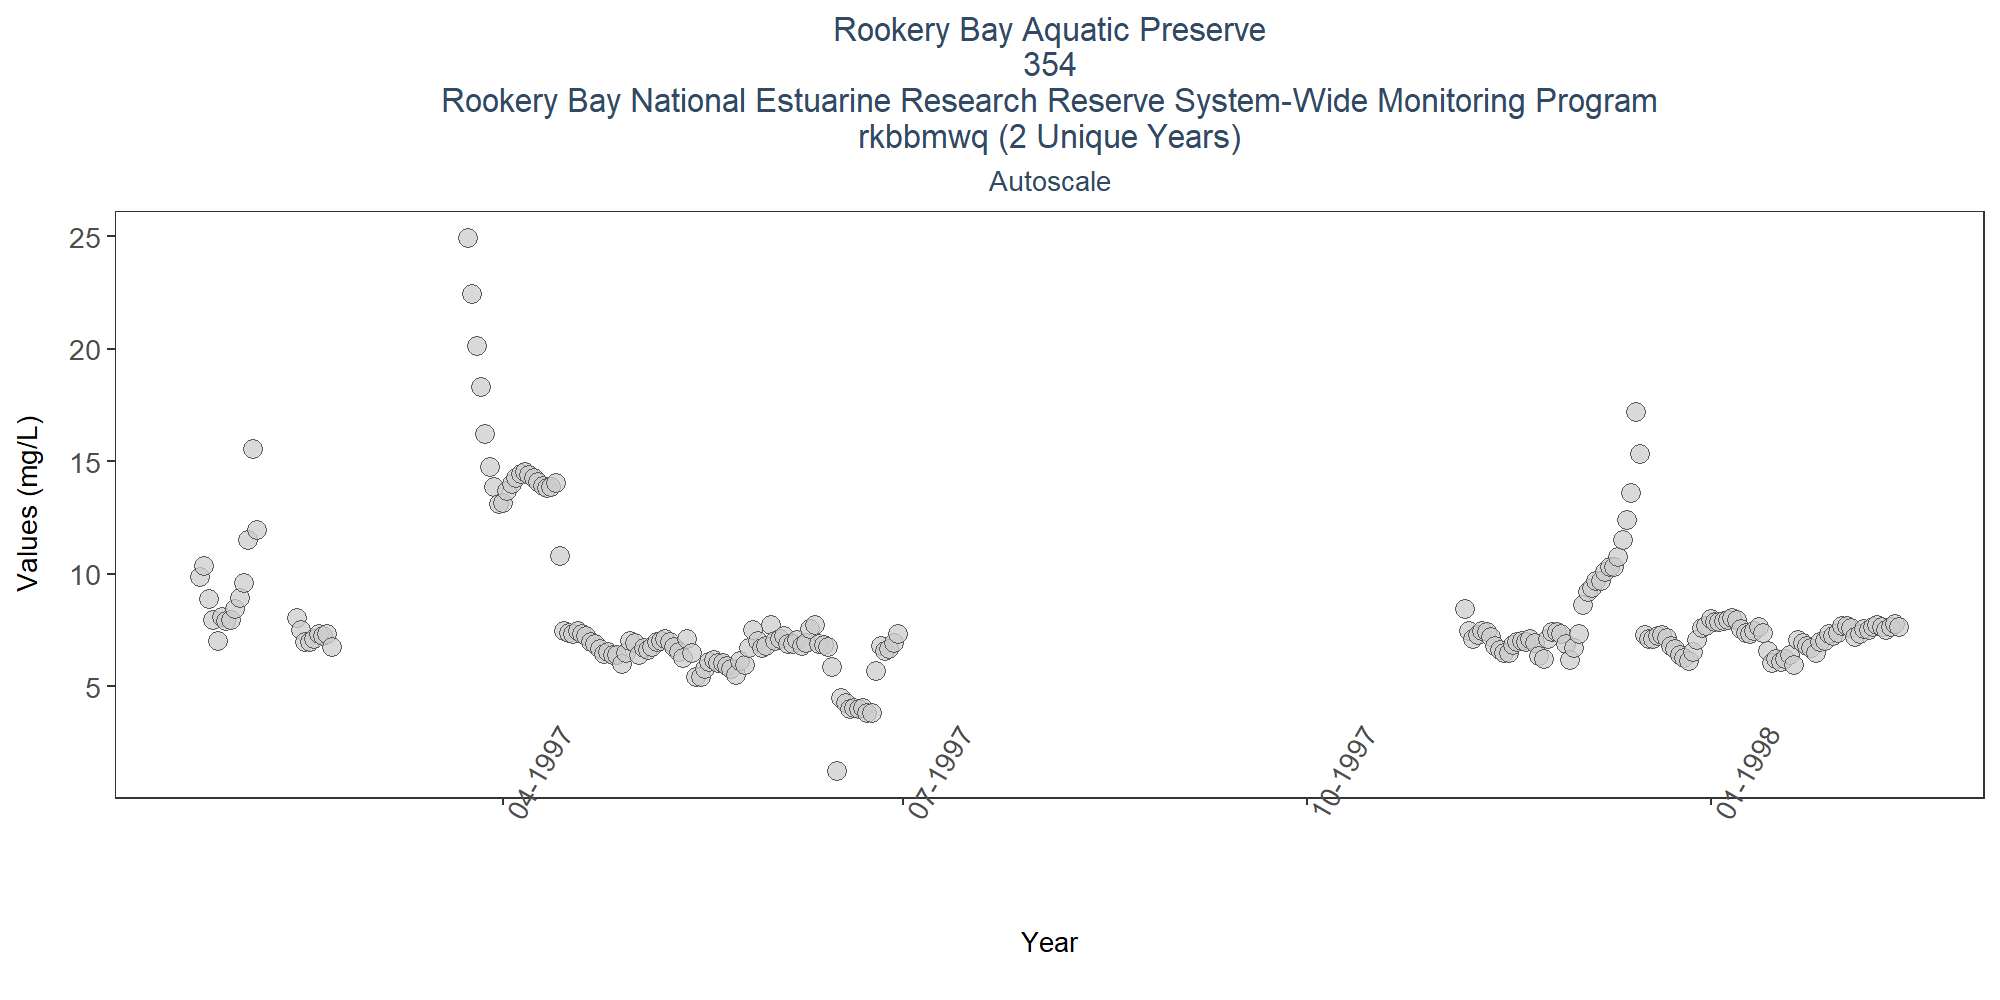 Rookery Bay Aquatic Preserve
354
Rookery Bay National Estuarine Research Reserve System-Wide Monitoring Program
rkbbmwq (2 Unique Years)
Autoscale
25
20
15
10
5
Values (mg/L)
04-1997
07-1997
10-1997
01-1998
Year